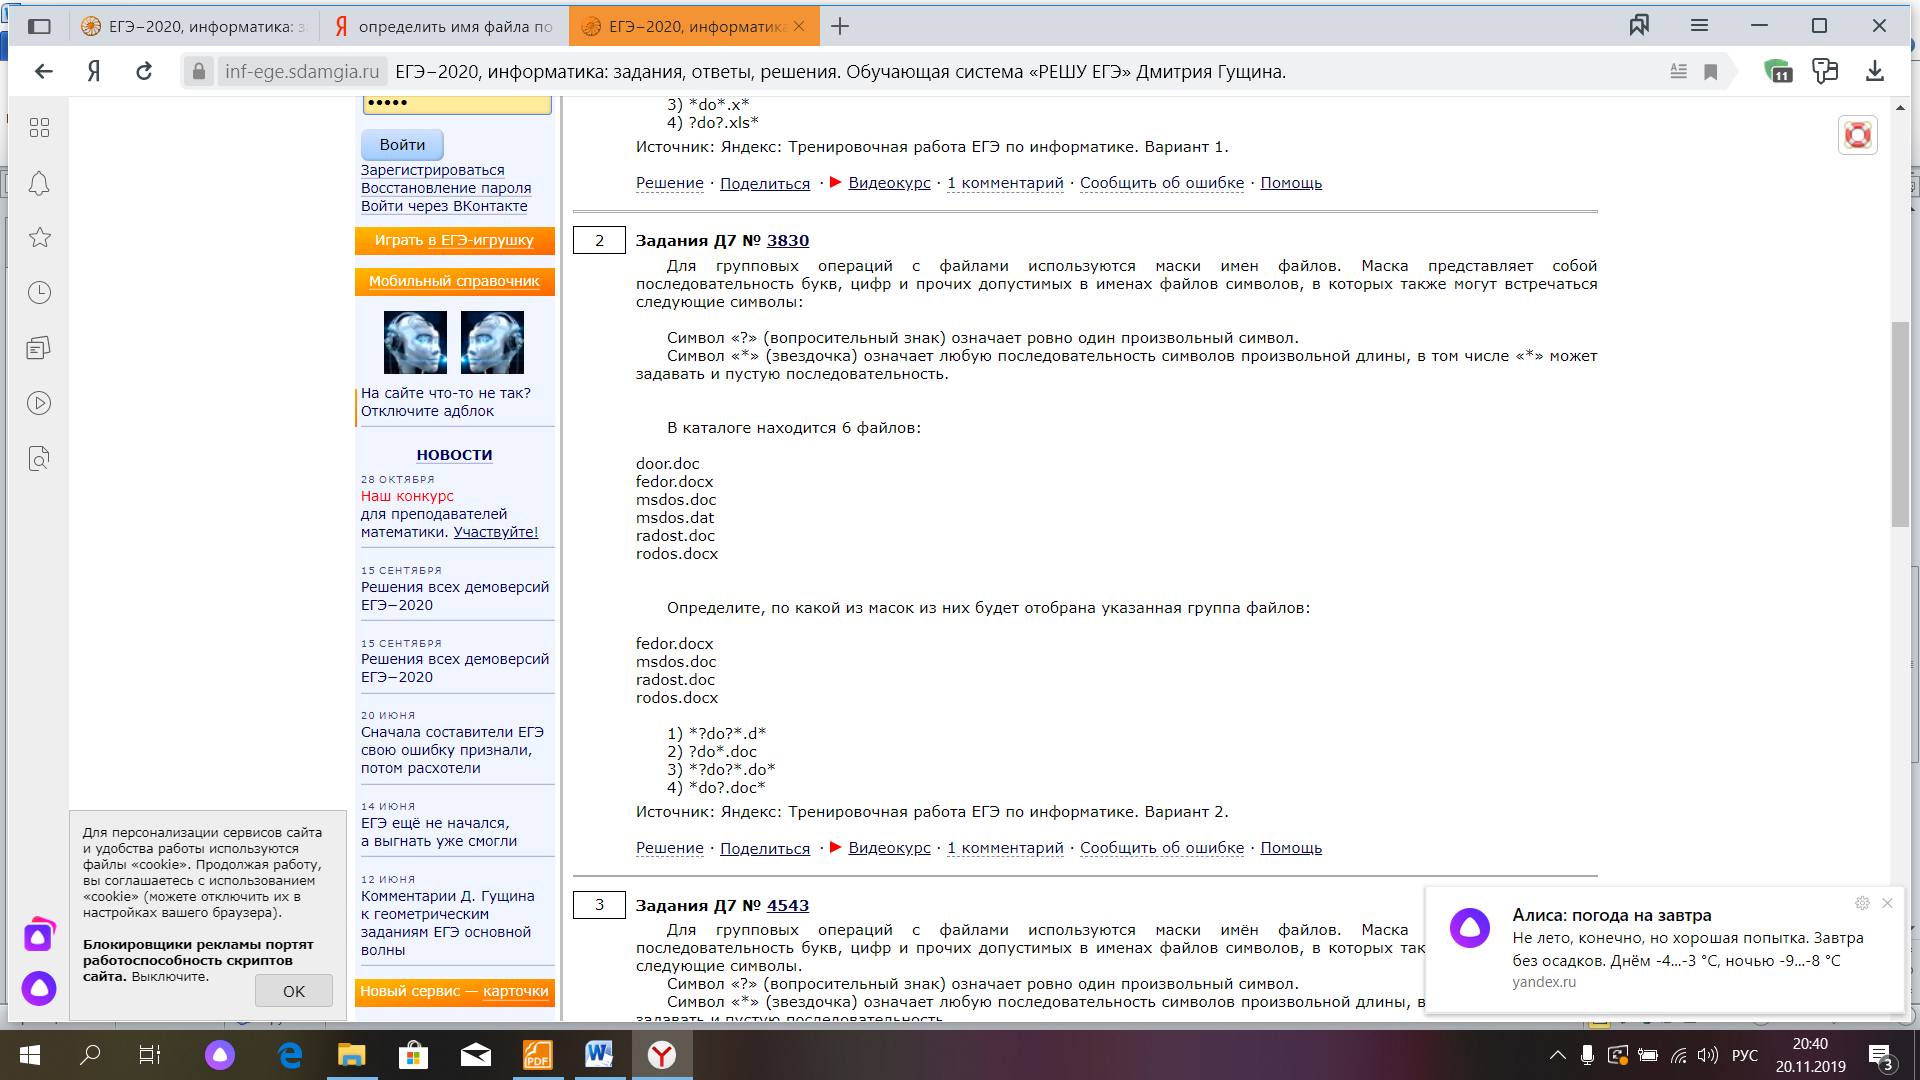 ЕГЭ–2020, информатика: з
определить имя файла по
ЕГЭ–2020, информатика
inf-ege.sdamgia.ru ЕГЭ–2020, информатика: задания, ответы, решения. Обучающая система «РЕШУ ЕГЭ» Дмитрия Гущина.
11
•••••
Войти
Зарегистрироваться
Восстановление пароля
Войти через ВКонтакте
Играть в ЕГЭ-игрушку
Мобильный справочник
На сайте что-то не так?
Отключите адблок
НОВОСТИ
28 ОКТЯБРЯ
Наш конкурс
для преподавателей
математики. Участвуйте!
15 СЕНТЯБРЯ
Решения всех демоверсий
ЕГЭ–2020
15 СЕНТЯБРЯ
Решения всех демоверсий
ЕГЭ–2020
20 ИЮНЯ
Сначала составители ЕГЭ
свою ошибку признали,
потом расхотели
14 ИЮНЯ
ЕГЭ ещё не начался,
а выгнать уже смогли
12 ИЮНЯ
Комментарии Д. Гущина
к геометрическим
заданиям ЕГЭ основной
волны
Новый сервис — карточки
3) *do*.x*
4) ?do?.xls*
Источник: Яндекс: Тренировочная работа ЕГЭ по информатике. Вариант 1.
Решение · Поделиться · Видеокурс · 1 комментарий · Сообщить об ошибке · Помощь
2 Задания Д7 № 3830
Для групповых операций с файлами используются маски имен файлов. Маска представляет собой
последовательность букв, цифр и прочих допустимых в именах файлов символов, в которых также могут встречаться
следующие символы:
Символ «?» (вопросительный знак) означает ровно один произвольный символ.
Символ «*» (звездочка) означает любую последовательность символов произвольной длины, в том числе «*» может
задавать и пустую последовательность.
В каталоге находится 6 файлов:
door.doc
fedor.docx
msdos.doc
msdos.dat
radost.doc
rodos.docx
Определите, по какой из масок из них будет отобрана указанная группа файлов:
fedor.docx
msdos.doc
radost.doc
rodos.docx
1) *?do?*.d*
2) ?do*.doc
3) *?do?*.do*
4) *do?.doc*
Источник: Яндекс: Тренировочная работа ЕГЭ по информатике. Вариант 2.
Решение · Поделиться · Видеокурс · 1 комментарий · Сообщить об ошибке · Помощь
3 Задания Д7 № 4543
Для групповых операций с файлами используются маски имён файлов. Маска
последовательность букв, цифр и прочих допустимых в именах файлов символов, в которых так
следующие символы.
Символ «?» (вопросительный знак) означает ровно один произвольный символ.
Символ «*» (звездочка) означает любую последовательность символов произвольной длины, в
задавать и пустую последовательность.
Для персонализации сервисов сайта
и удобства работы используются
файлы «cookie». Продолжая работу,
вы соглашаетесь с использованием
«cookie» (можете отключить их в
настройках вашего браузера).
Блокировщики рекламы портят
работоспособность скриптов
сайта. Выключите.
OK
Алиса: погода на завтра
Не лето, конечно, но хорошая попытка. Завтра
без осадков. Днём -4...-3 °C, ночью -9...-8 °C
yandex.ru
РУС
20:40
20.11.2019
3